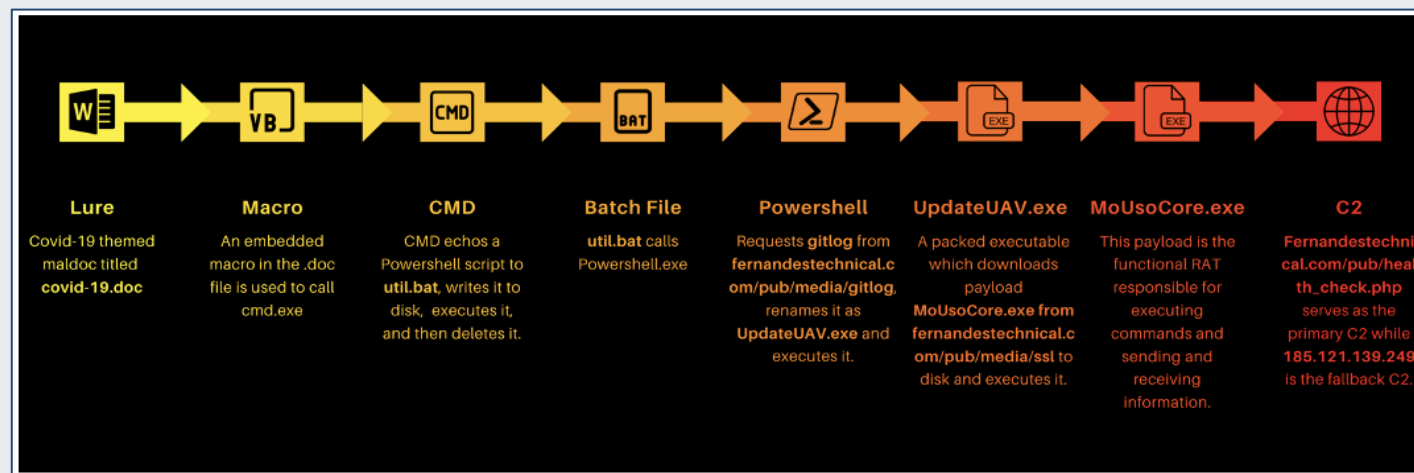 W
VB
CMD
BAT
EXE
EXE
Lure
Covid-19 themed
maldoc titled
covid-19.doc
Macro
An embedded
macro in the .doc
file is used to call
cmd.exe
CMD
CMD echos a
Powershell script to
util.bat, writes it to
disk, executes it,
and then deletes it.
Batch File
util.bat calls
Powershell.exe
Powershell
Requests gitlog from
fernandestechnical.c
om/pub/media/gitlog,
renames it as
UpdateUAV.exe and
executes it.
UpdateUAV.exe
A packed executable
which downloads
payload
MoUsoCore.exe from
fernandestechnical.c
om/pub/media/ssl to
disk and executes it.
MoUsoCore.exe
This payload is the
functional RAT
responsible for
executing
commands and
sending and
receiving
information.
C2
Fernandestechni
cal.com/pub/heal
th_check.php
serves as the
primary C2 while
185.121.139.249
is the fallback C2.